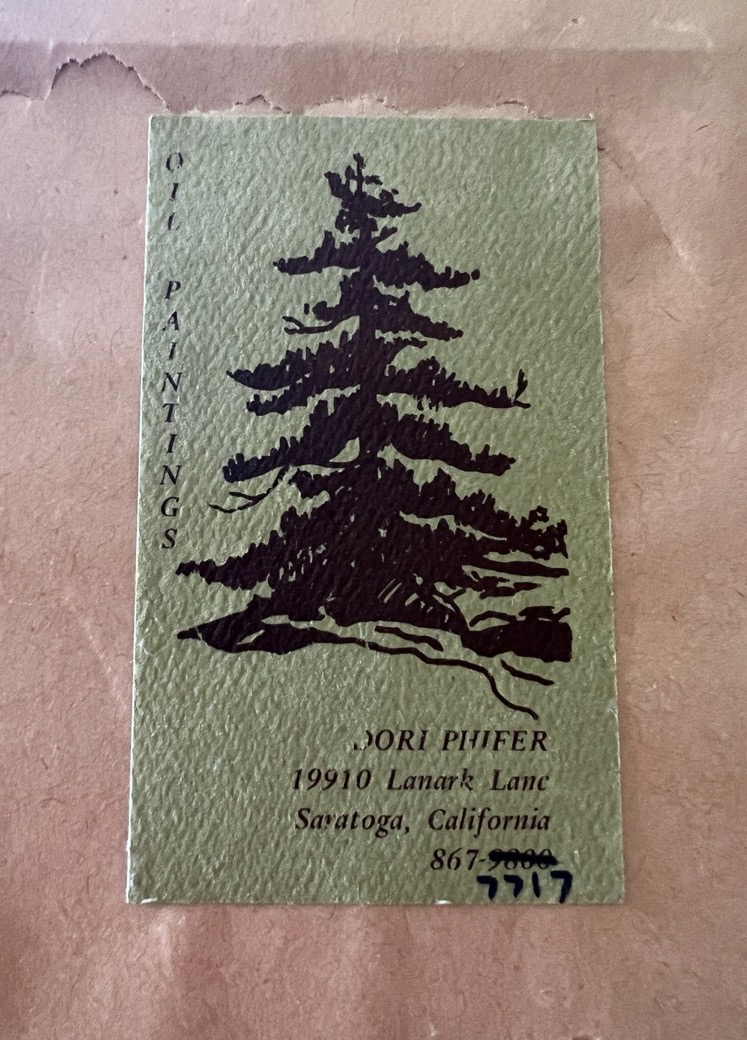 OIL PAINTINGS
DORI PHIFER
19910 Lanark Lane
Saratoga, California
867-9800
7717